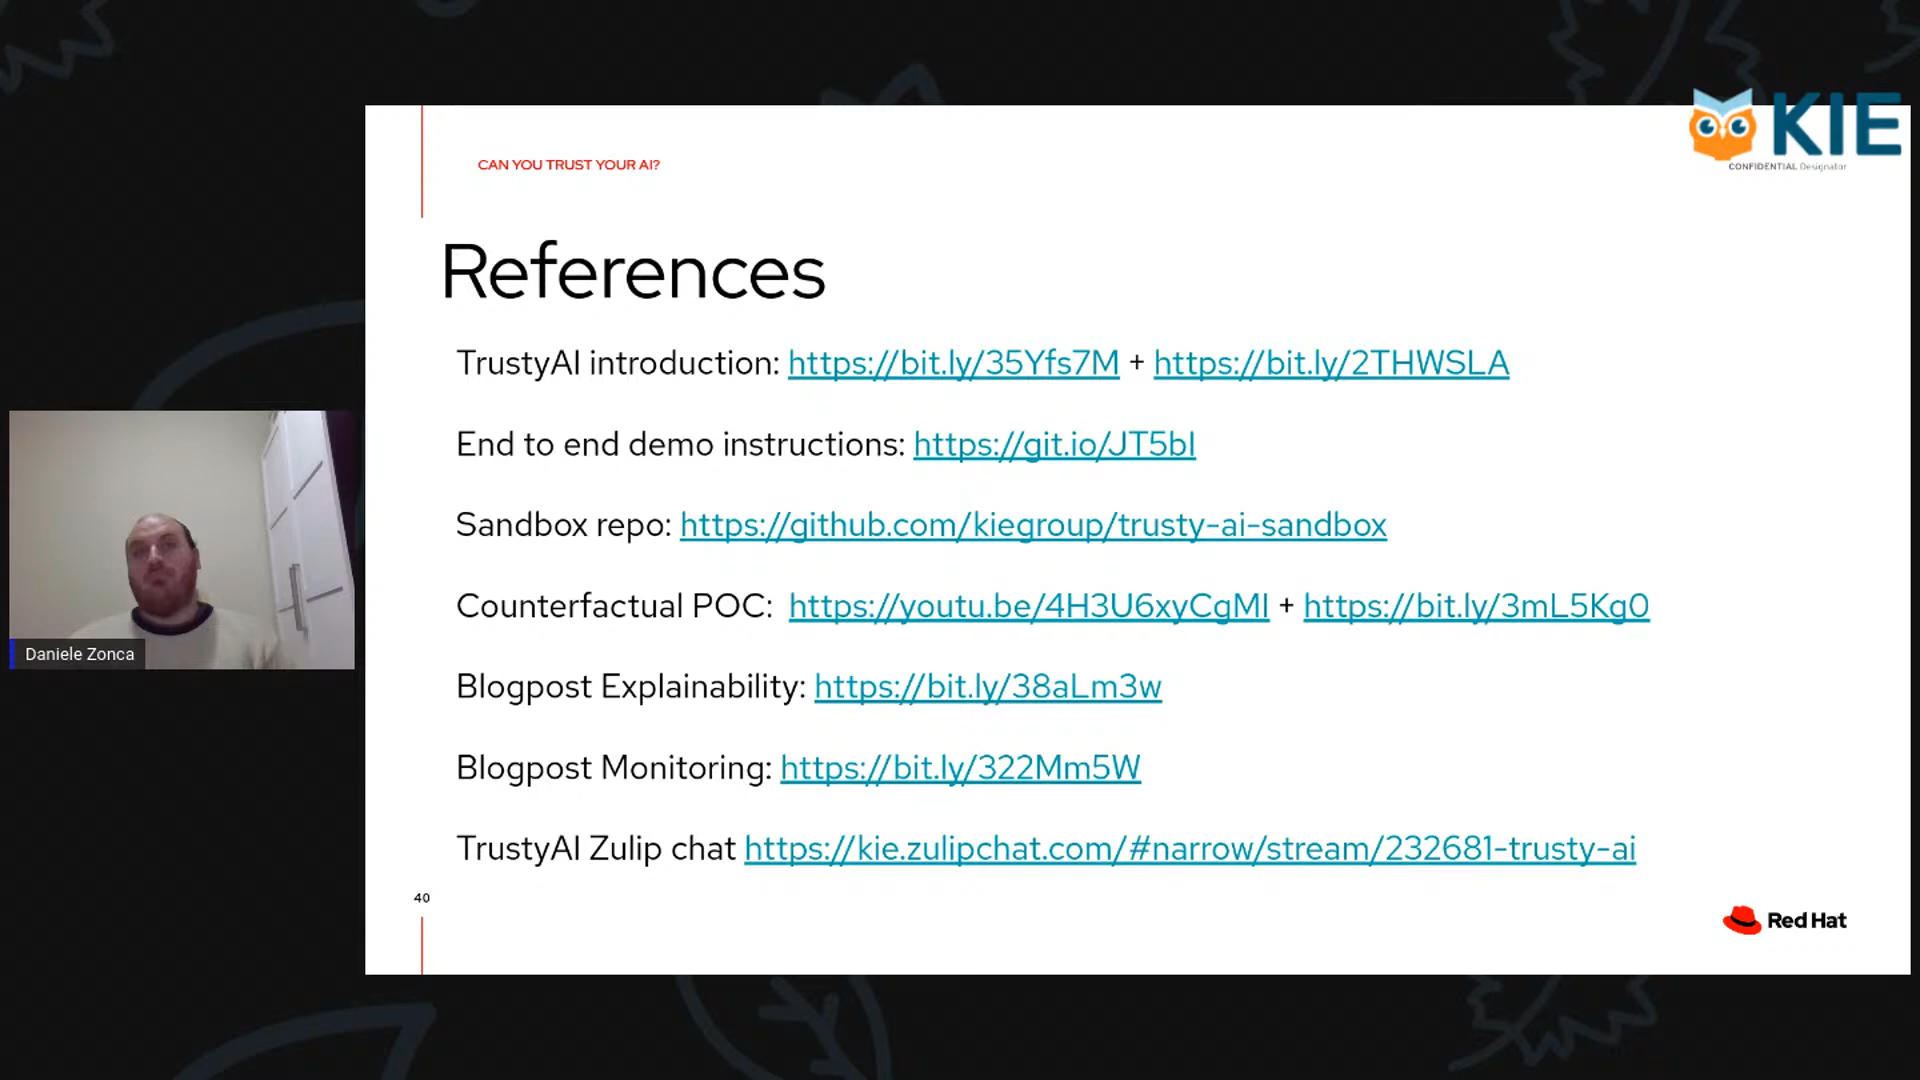 KIE
CONFIDENTIAL Designator
CAN YOU TRUST YOUR AI?
References
TrustyAI introduction: https://bit.ly/35Yfs7M + https://bit.ly/2THWSLA
End to end demo instructions: https://git.io/JT5bI
Sandbox repo: https://github.com/kiegroup/trusty-ai-sandbox
Counterfactual POC: https://youtu.be/4H3U6xyCgMI + https://bit.ly/3mL5Kg0
Blogpost Explainability: https://bit.ly/38aLm3w
Blogpost Monitoring: https://bit.ly/322Mm5W
TrustyAI Zulip chat https://kie.zulipchat.com/#narrow/stream/232681-trusty-ai
40
Red Hat
Daniele Zonca